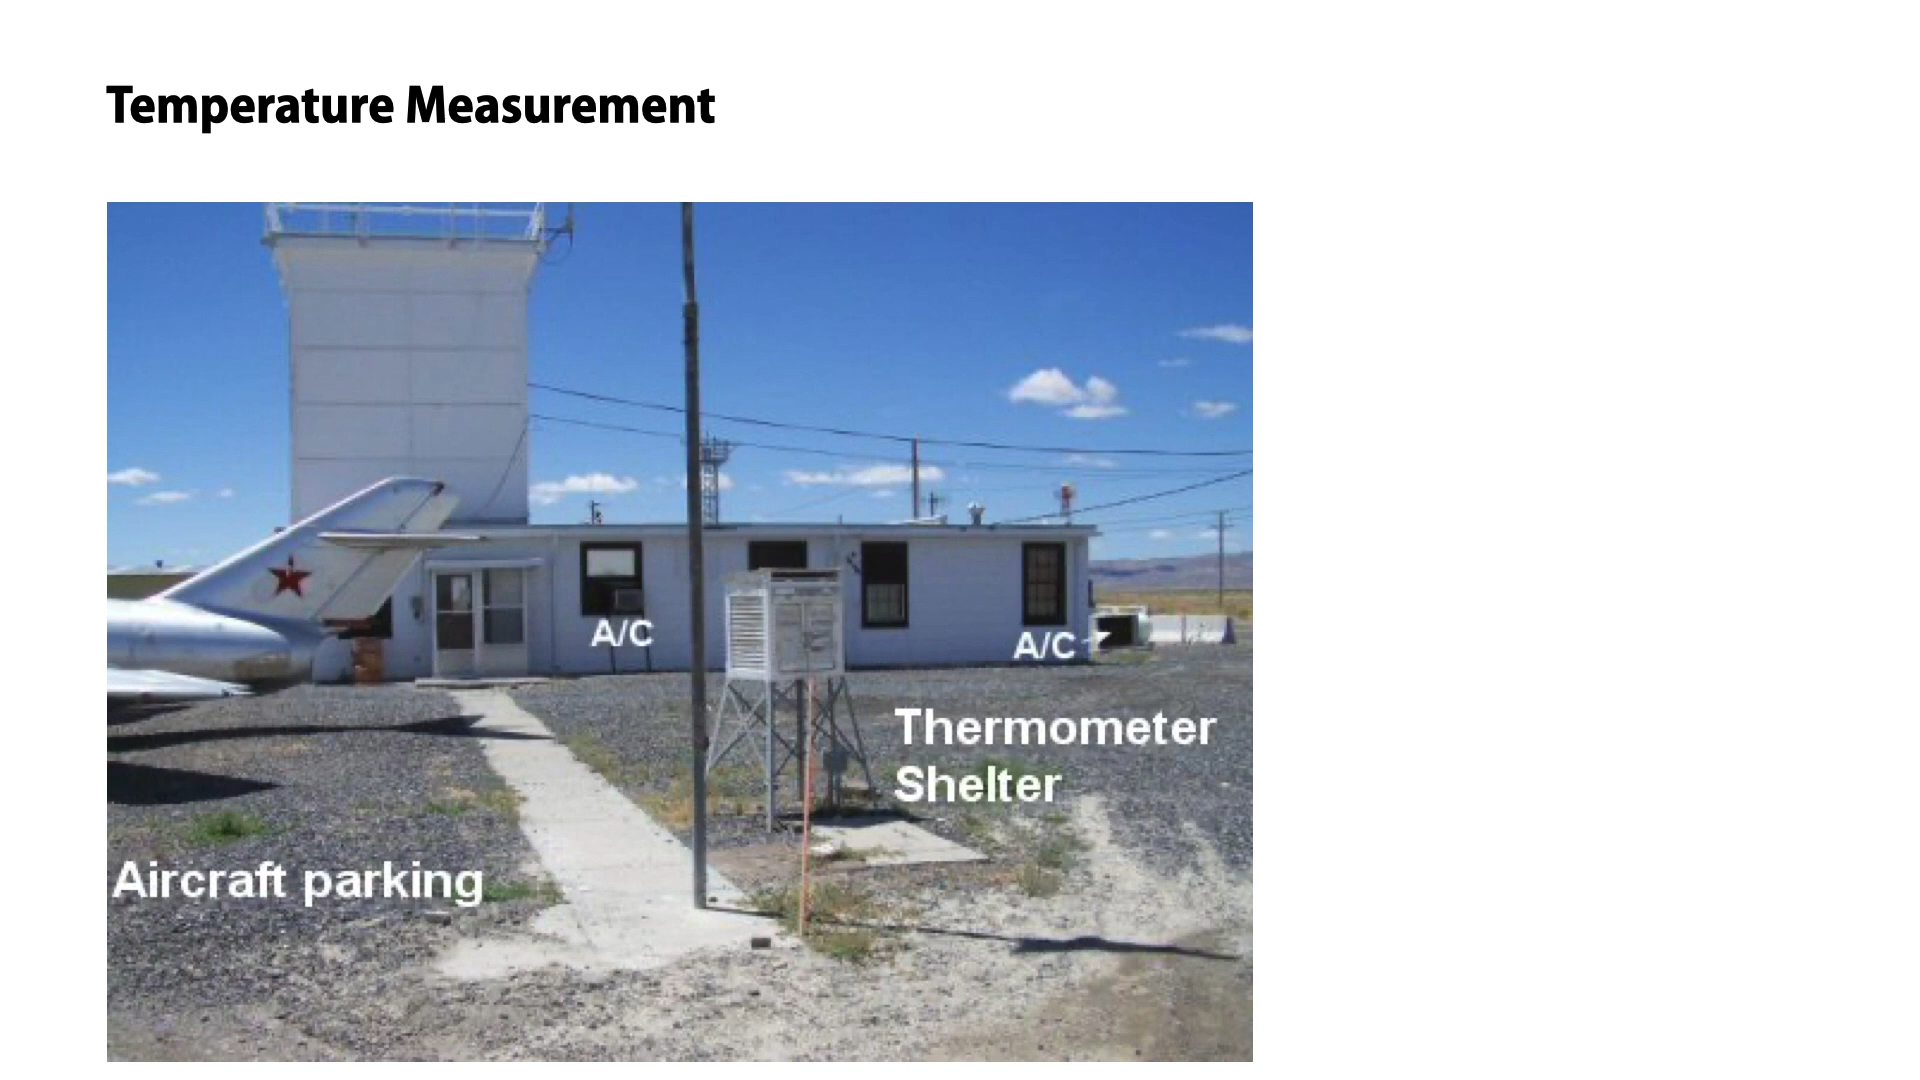 Temperature Measurement
A/C
A/C
Thermometer
Shelter
Aircraft parking